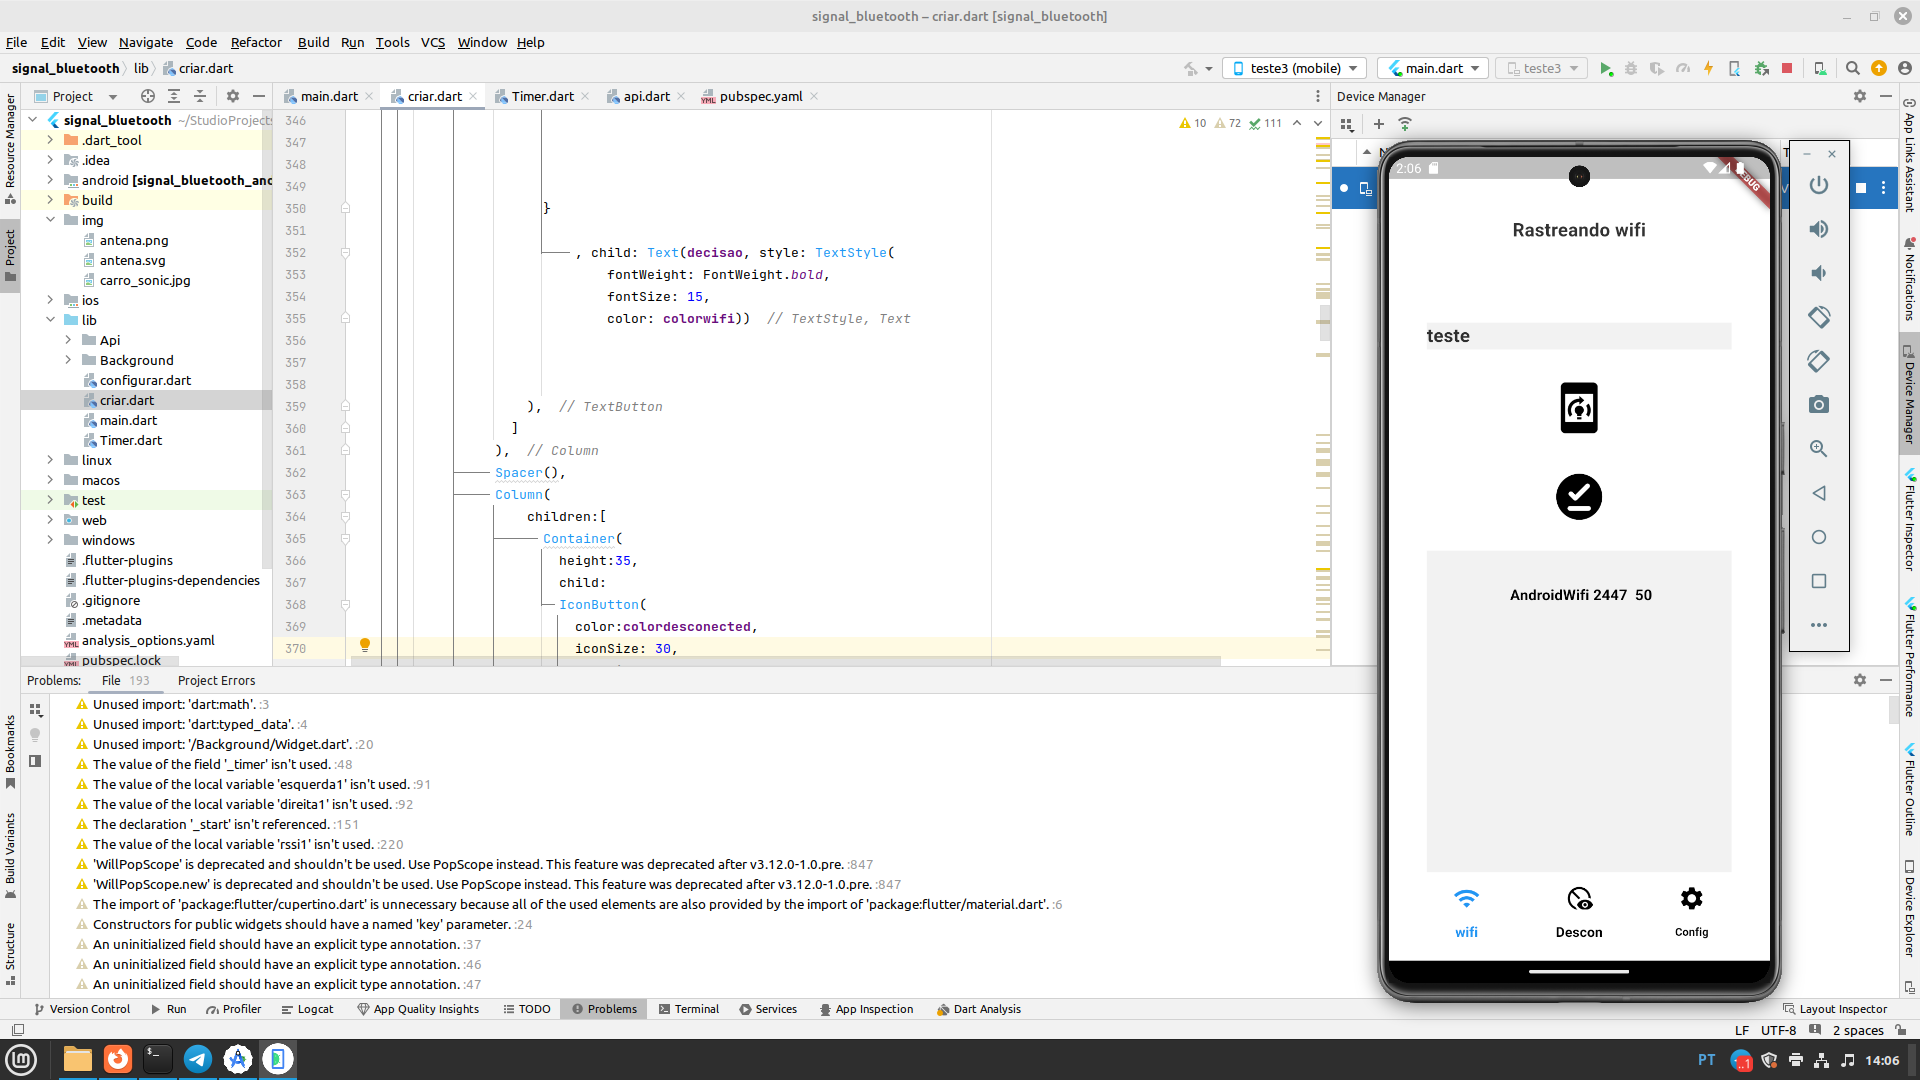 signal_bluetooth – criar.dart [signal_bluetooth]
File Edit View Navigate Code Refactor Build Run Tools VCS Window Help
signal_bluetooth lib criar.dart
teste3 (mobile) main.dart teste3
Project
main.dart criar.dart Timer.dart api.dart pubspec.yaml
Device Manager
signal_bluetooth ~/StudioProjects
.dart_tool
.idea
android [signal_bluetooth_and
build
img
antena.png
antena.svg
carro_sonic.jpg
ios
lib
Api
Background
configurar.dart
criar.dart
main.dart
Timer.dart
linux
macos
test
web
windows
.flutter-plugins
.flutter-plugins-dependencies
.gitignore
.metadata
analysis_options.yaml
pubspec.lock
10 72 111
346
347
348
349
350 }
351
352 , child: Text(decisao, style: TextStyle(
353 fontWeight: FontWeight.bold,
354 fontSize: 15,
355 color: colorwifi)) // TextStyle, Text
356
357
358
359 ), // TextButton
360 ]
361 ), // Column
362 Spacer(),
363 Column(
364 children:[
365 Container(
366 height:35,
367 child:
368 IconButton(
369 color:colordesconected,
370 iconSize: 30,
Resource Manager
Project
Bookmarks
Build Variants
Structure
2:06
DEBUG
Rastreando wifi
teste
AndroidWifi 2447 50
wifi Descon Config
App Links Assistant
Notifications
Device Manager
Flutter Inspector
Flutter Performance
Flutter Outline
Device Explorer
Problems: File 193 Project Errors
Unused import: 'dart:math'. :3
Unused import: 'dart:typed_data'. :4
Unused import: '/Background/Widget.dart'. :20
The value of the field '_timer' isn't used. :48
The value of the local variable 'esquerda1' isn't used. :91
The value of the local variable 'direita1' isn't used. :92
The declaration '_start' isn't referenced. :151
The value of the local variable 'rssi1' isn't used. :220
'WillPopScope' is deprecated and shouldn't be used. Use PopScope instead. This feature was deprecated after v3.12.0-1.0.pre. :847
'WillPopScope.new' is deprecated and shouldn't be used. Use PopScope instead. This feature was deprecated after v3.12.0-1.0.pre. :847
The import of 'package:flutter/cupertino.dart' is unnecessary because all of the used elements are also provided by the import of 'package:flutter/material.dart'. :6
Constructors for public widgets should have a named 'key' parameter. :24
An uninitialized field should have an explicit type annotation. :37
An uninitialized field should have an explicit type annotation. :46
An uninitialized field should have an explicit type annotation. :47
Version Control Run Profiler Logcat App Quality Insights TODO Problems Terminal Services App Inspection Dart Analysis Layout Inspector
LF UTF-8 2 spaces
PT 14:06